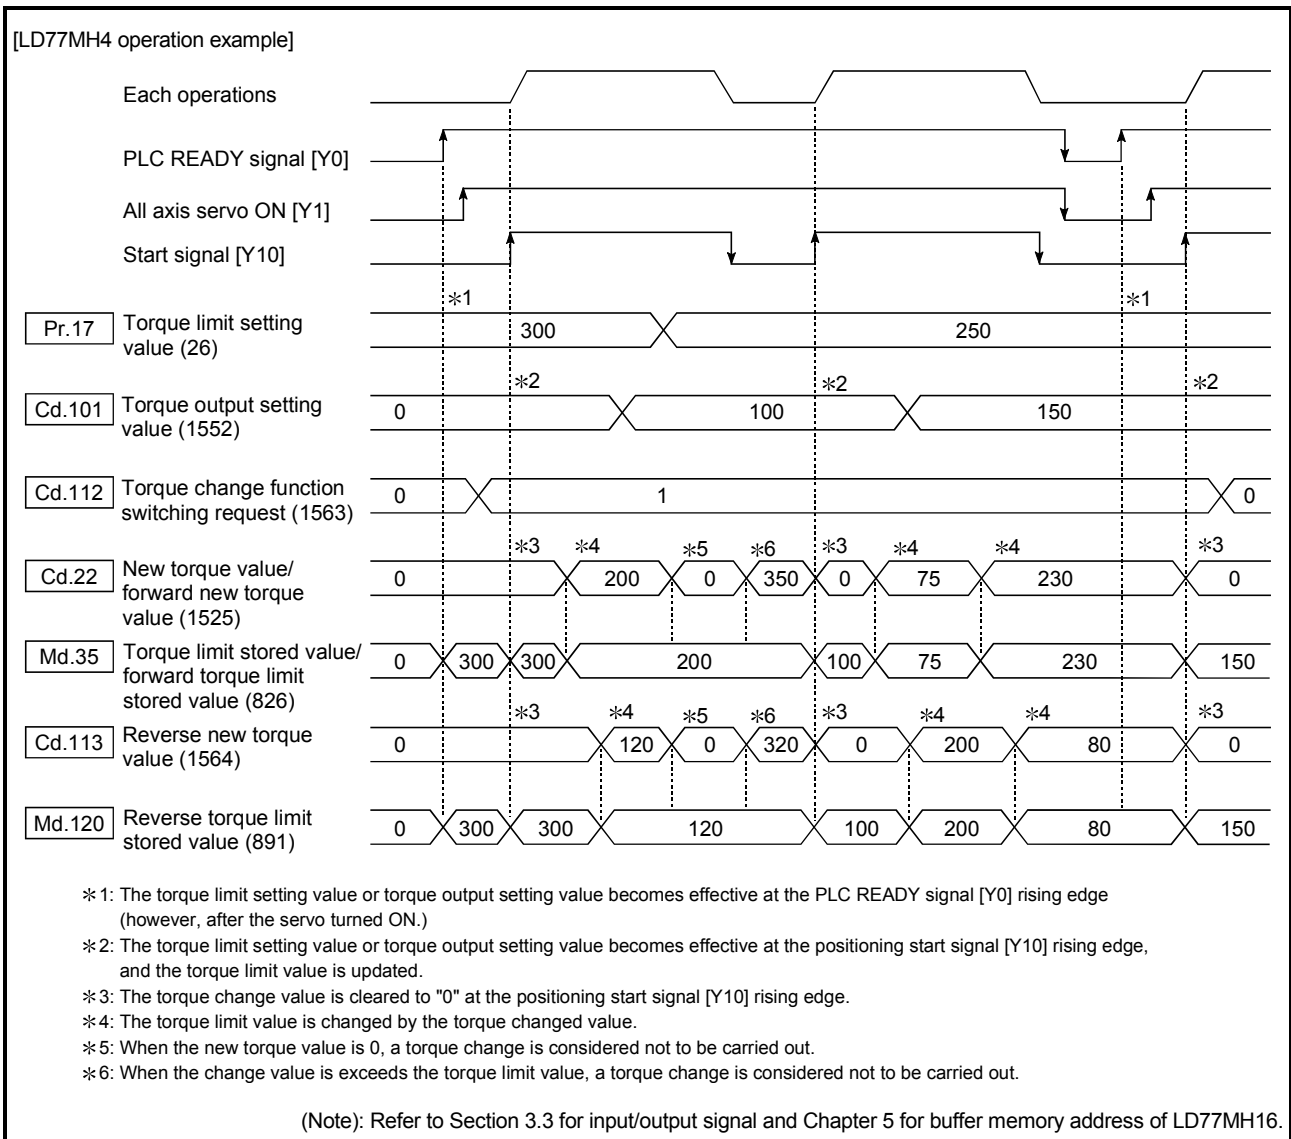 [LD77MH4 operation example]
Each operations
PLC READY signal [Y0]
All axis servo ON [Y1]
Start signal [Y10]
∗1 ∗1
Pr.17 Torque limit setting
value (26)
300 250
∗2 ∗2 ∗2
Cd.101 Torque output setting
value (1552)
0 100 150
Cd.112 Torque change function
switching request (1563)
0 1 0
∗3 ∗4 ∗5 ∗6 ∗3 ∗4 ∗4 ∗3
Cd.22 New torque value/
forward new torque
value (1525)
0 200 0 350 0 75 230 0
Md.35 Torque limit stored value/
forward torque limit
stored value (826)
0 300 300 200 100 75 230 150
∗3 ∗4 ∗5 ∗6 ∗3 ∗4 ∗4 ∗3
Cd.113 Reverse new torque
value (1564)
0 120 0 320 0 200 80 0
Md.120 Reverse torque limit
stored value (891)
0 300 300 120 100 200 80 150
∗1: The torque limit setting value or torque output setting value becomes effective at the PLC READY signal [Y0] rising edge
(however, after the servo turned ON.)
∗2: The torque limit setting value or torque output setting value becomes effective at the positioning start signal [Y10] rising edge,
and the torque limit value is updated.
∗3: The torque change value is cleared to "0" at the positioning start signal [Y10] rising edge.
∗4: The torque limit value is changed by the torque changed value.
∗5: When the new torque value is 0, a torque change is considered not to be carried out.
∗6: When the change value is exceeds the torque limit value, a torque change is considered not to be carried out.
(Note): Refer to Section 3.3 for input/output signal and Chapter 5 for buffer memory address of LD77MH16.